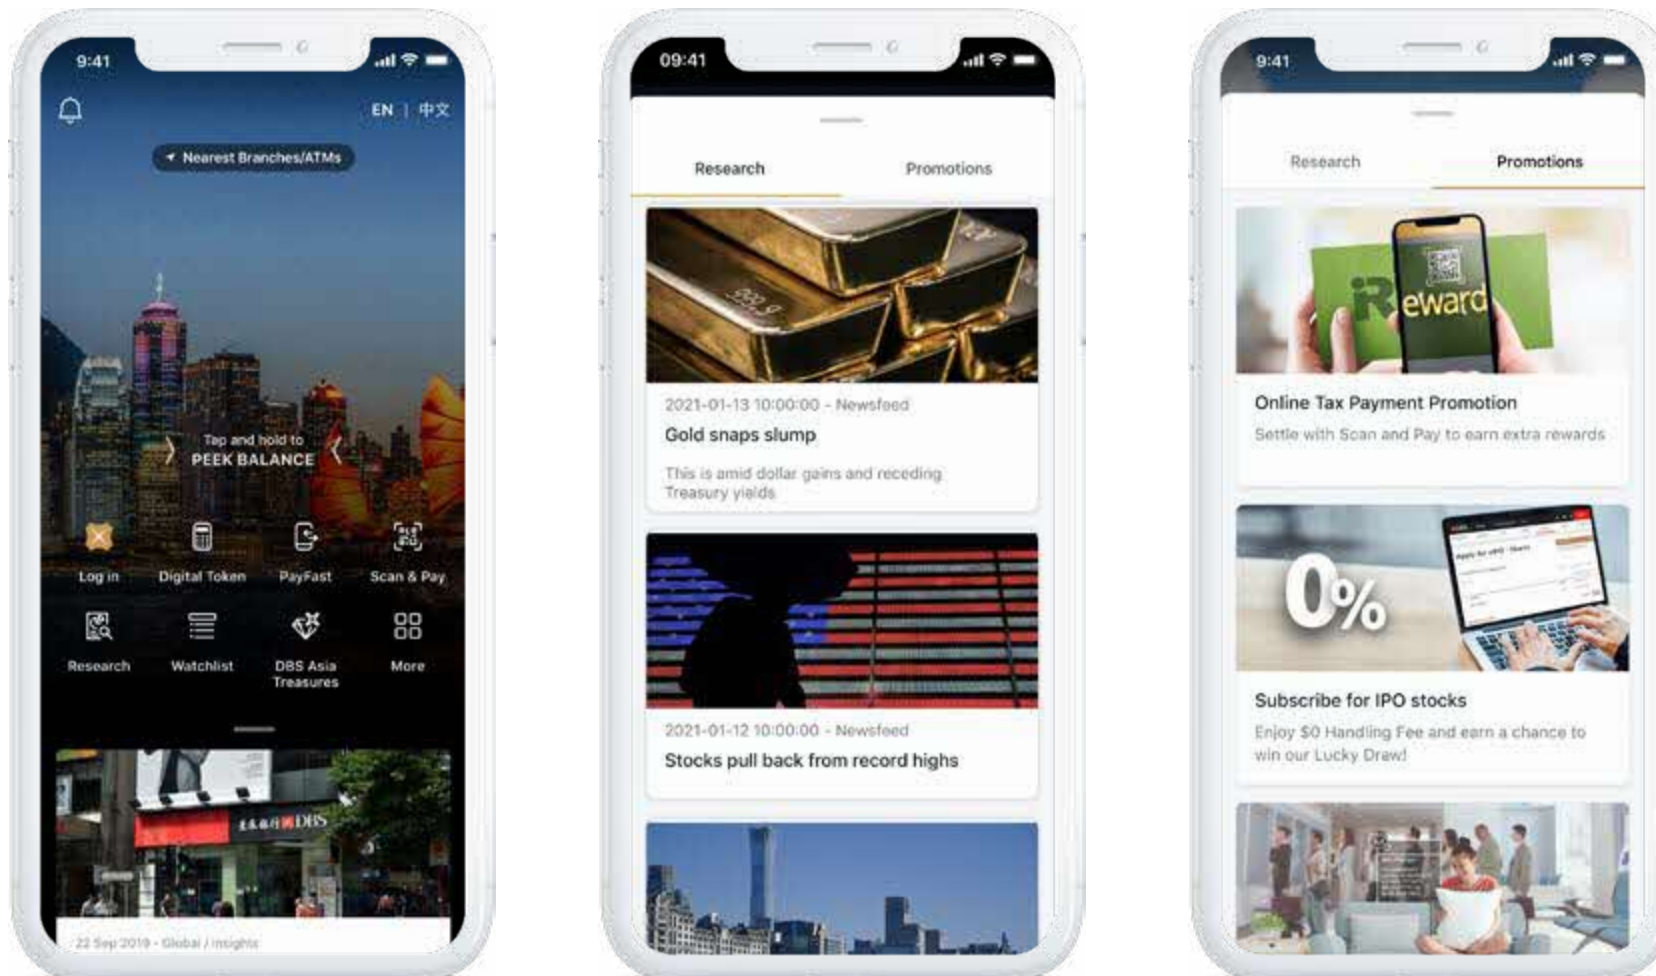 9:41
EN | 中文
Nearest Branches/ATMs
Tap and hold to
PEEK BALANCE
Log in
Digital Token
PayFast
Scan & Pay
Research
Watchlist
DBS Asia
Treasures
More
DBS
22 Sep 2019 - Global / Insights
09:41
Research
Promotions
999.9
2021-01-13 10:00:00 - Newsfeed
Gold snaps slump
This is amid dollar gains and receding
Treasury yields
2021-01-12 10:00:00 - Newsfeed
Stocks pull back from record highs
9:41
Research
Promotions
iReward
Online Tax Payment Promotion
Settle with Scan and Pay to earn extra rewards
0%
Subscribe for IPO stocks
Enjoy $0 Handling Fee and earn a chance to
win our Lucky Draw!